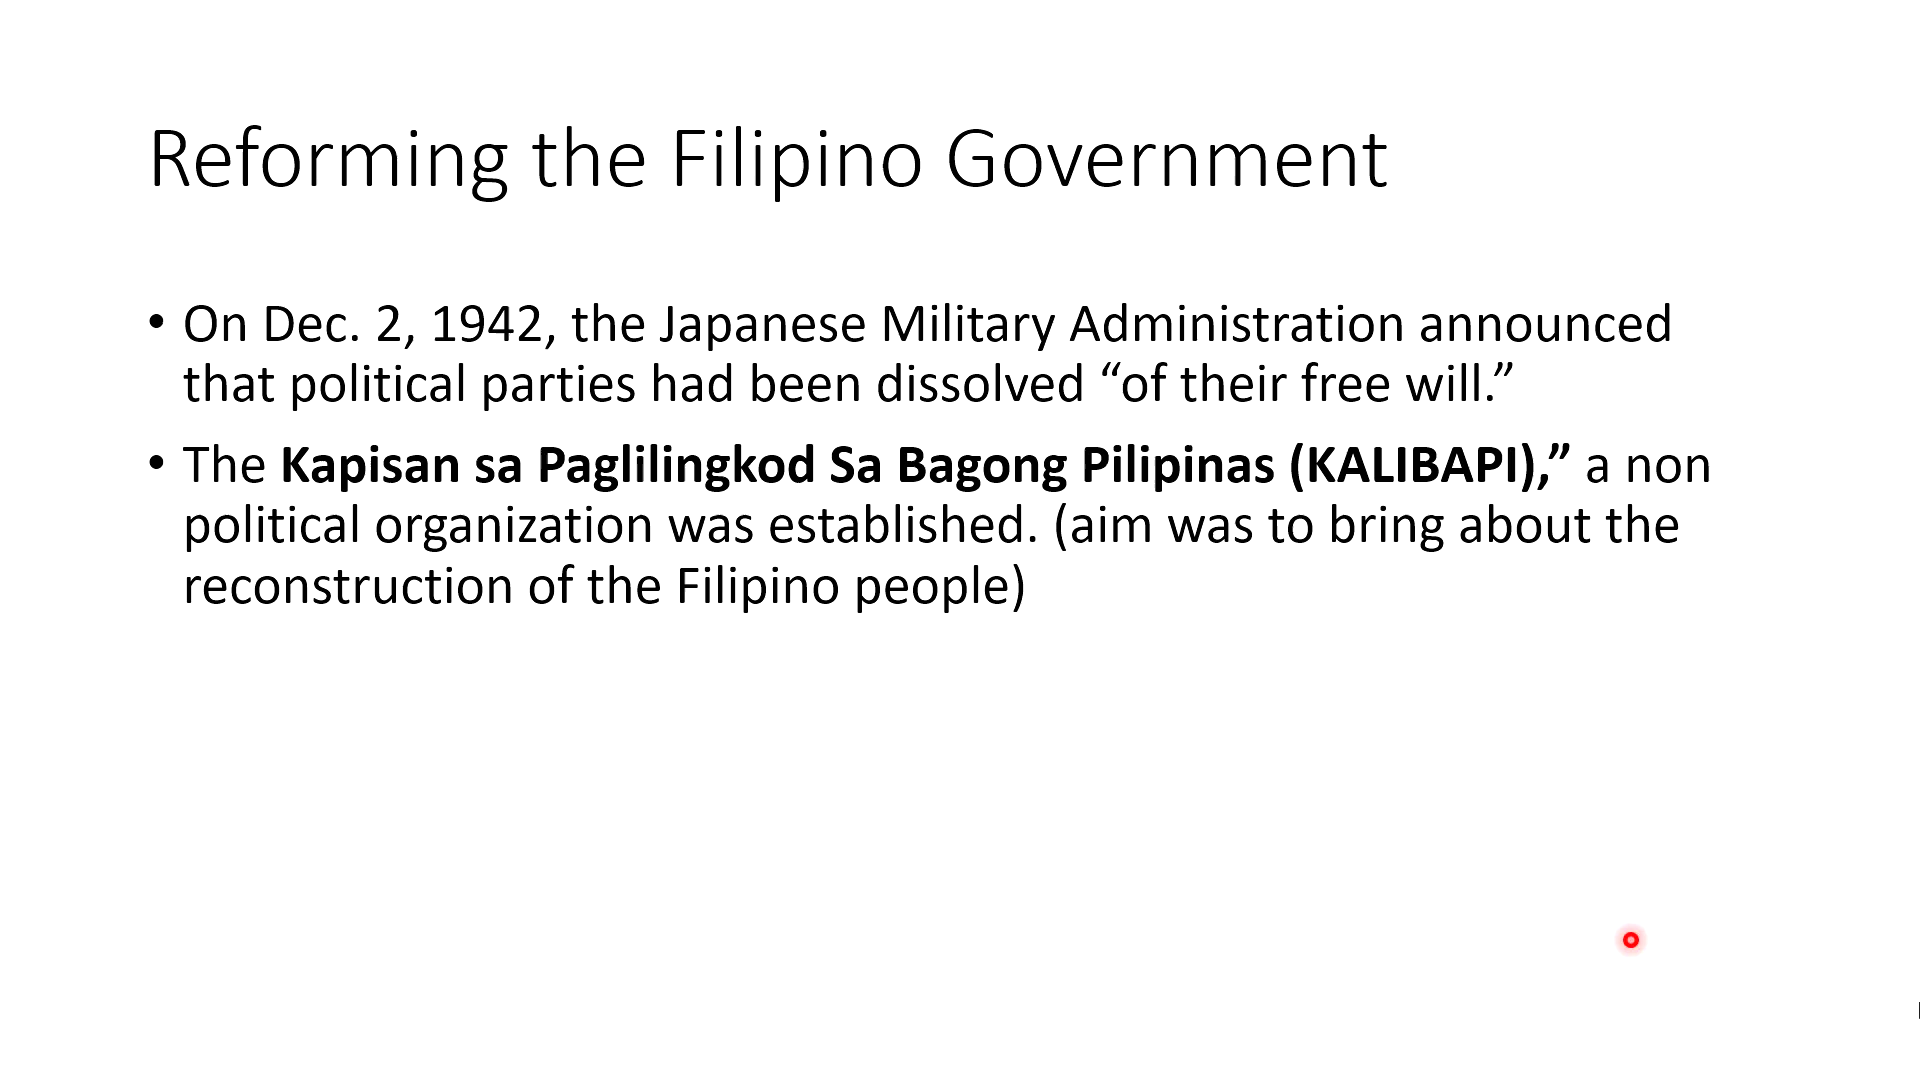 Reforming the Filipino Government
• On Dec. 2, 1942, the Japanese Military Administration announced
that political parties had been dissolved “of their free will.”
• The Kapisan sa Paglilingkod Sa Bagong Pilipinas (KALIBAPI),” a non
political organization was established. (aim was to bring about the
reconstruction of the Filipino people)